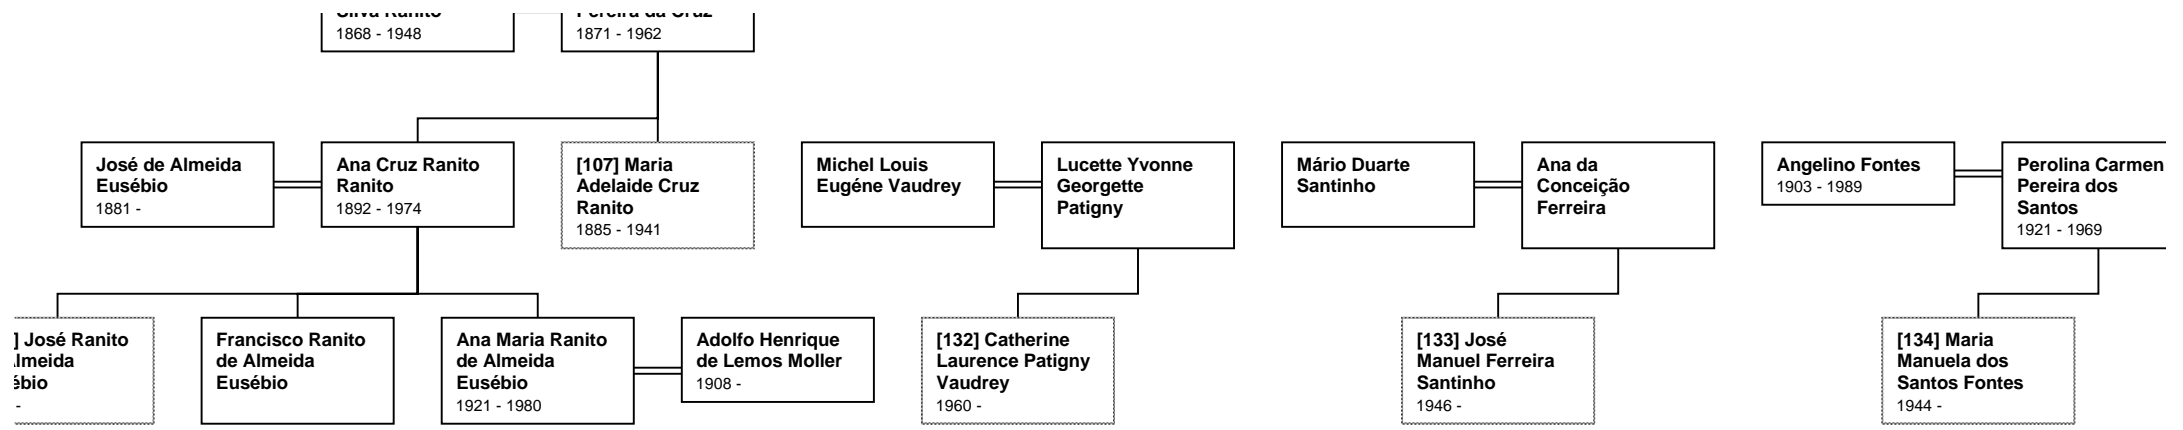 Silva Ranito
1868 - 1948
Pereira da Cruz
1871 - 1962
José de Almeida
Eusébio
1881 -
Ana Cruz Ranito
Ranito
1892 - 1974
[107] Maria
Adelaide Cruz
Ranito
1885 - 1941
Michel Louis
Eugéne Vaudrey
Lucette Yvonne
Georgette
Patigny
Mário Duarte
Santinho
Ana da
Conceição
Ferreira
Angelino Fontes
1903 - 1989
Perolina Carmen
Pereira dos
Santos
1921 - 1969
] José Ranito
lmeida
ébio
-
Francisco Ranito
de Almeida
Eusébio
Ana Maria Ranito
de Almeida
Eusébio
1921 - 1980
Adolfo Henrique
de Lemos Moller
1908 -
[132] Catherine
Laurence Patigny
Vaudrey
1960 -
[133] José
Manuel Ferreira
Santinho
1946 -
[134] Maria
Manuela dos
Santos Fontes
1944 -